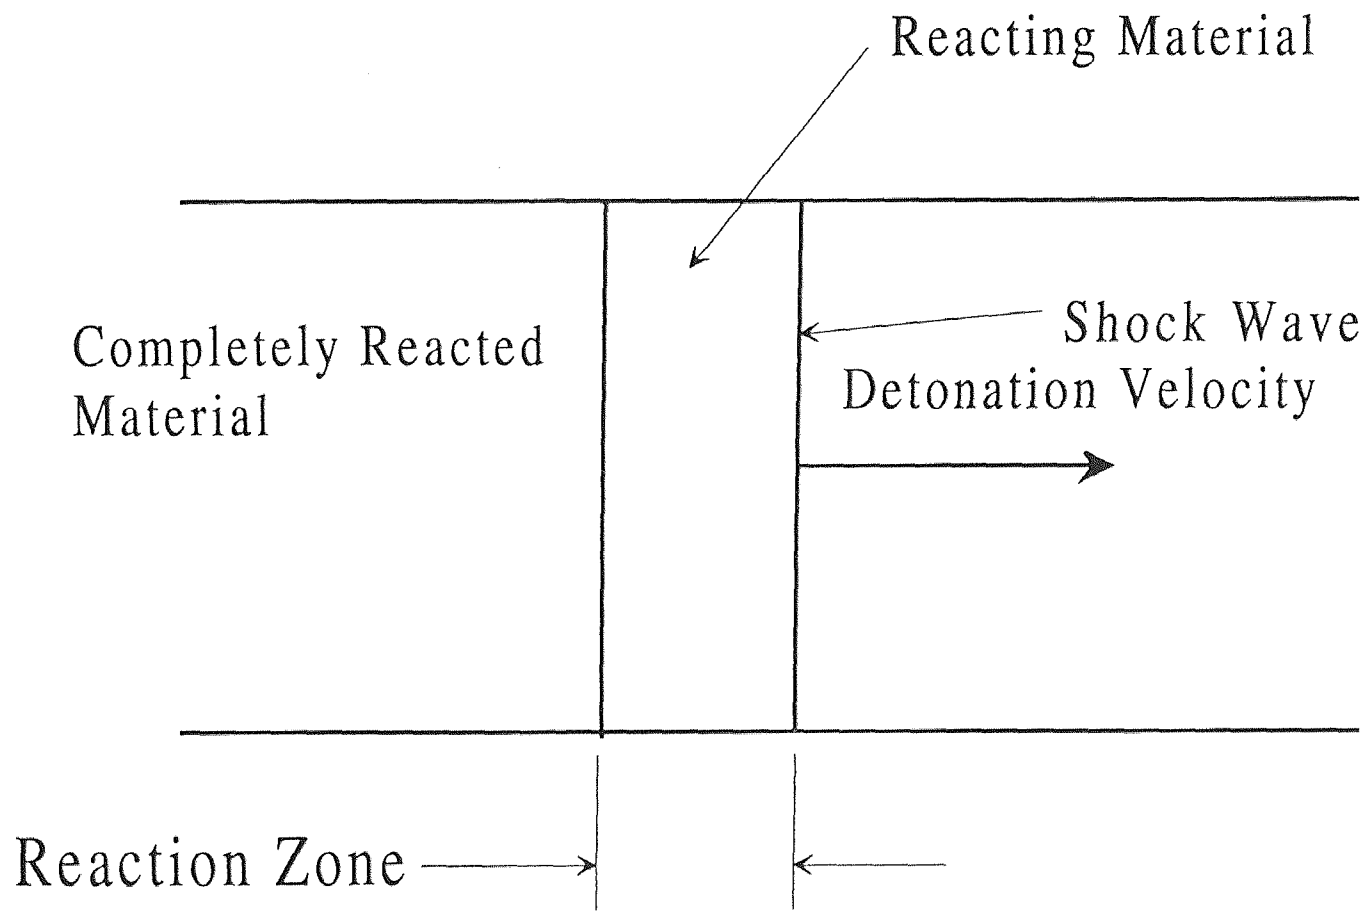 Reacting Material
Completely Reacted
Material
Shock Wave
Detonation Velocity
Reaction Zone